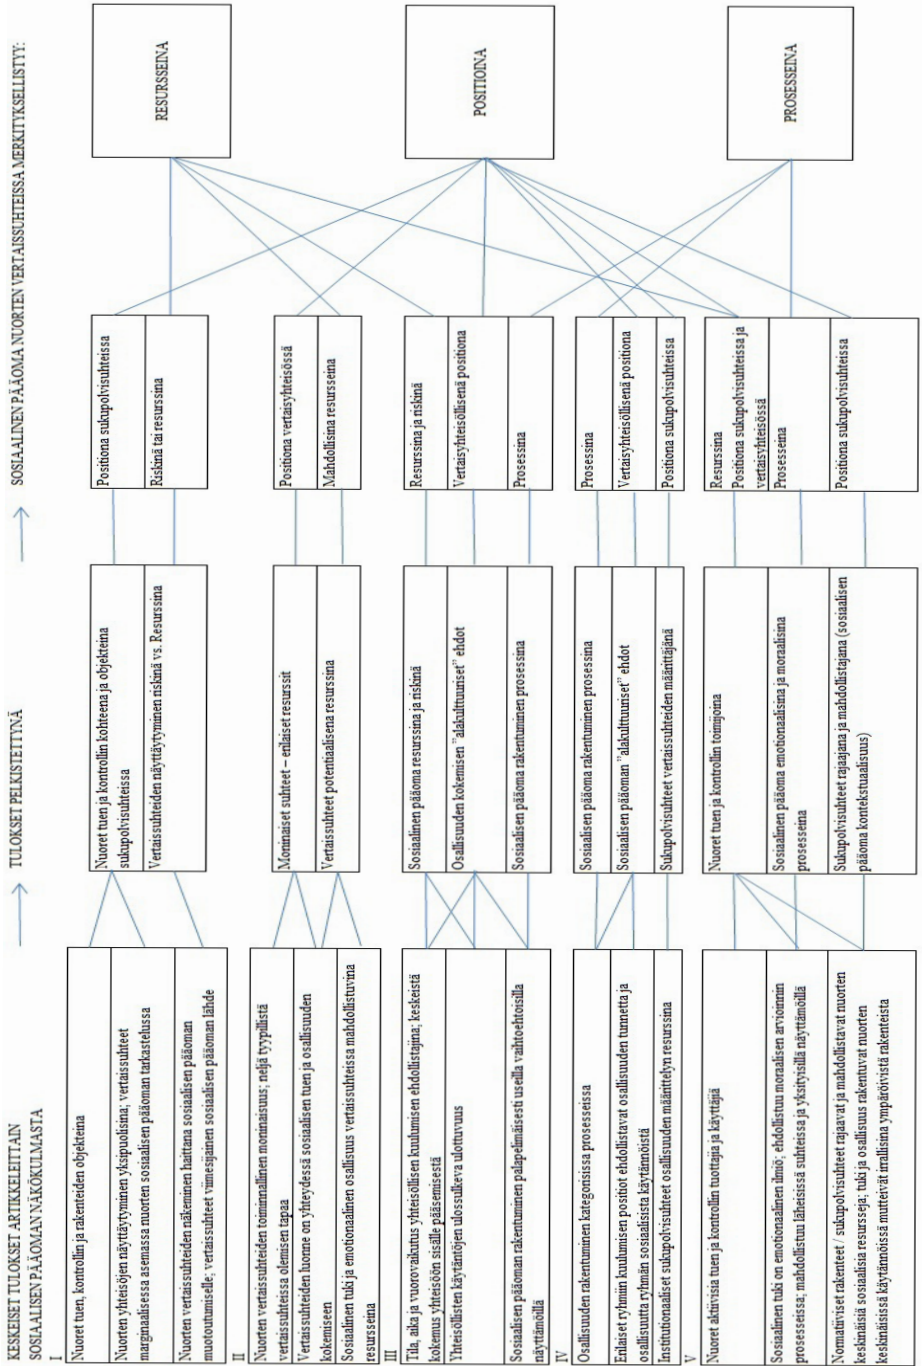 KESKEISET TULOKSET ARTIKKELEITTAIN
SOSIAALISEN PÄÄOMAN NÄKÖKULMASTA
TULOKSET PELKISTETTYNÄ
SOSIAALINEN PÄÄOMA NUORTEN VERTAISSUHTEISSA MERKITYKSELLISTYY:
I
Nuoret tuen, kontrollin ja rakenteiden objekteina
Nuorten yhteisöjen näyttäytyminen yksipuolisina; vertaissuhteet
marginaalisessa asemassa nuorten sosiaalisen pääoman tarkastelussa
Nuorten vertaissuhteiden näkeminen haittana sosiaalisen pääoman
muotoutumiselle; vertaissuhteet viimesijainen sosiaalisen pääoman lähde
II
Nuorten vertaissuhteiden toiminnallinen moninaisuus; neljä tyypillistä
vertaissuhteissa olemisen tapaa
Vertaissuhteiden luonne on yhteydessä sosiaalisen tuen ja osallisuuden
kokemiseen
Sosiaalinen tuki ja emotionaalinen osallisuus vertaissuhteissa mahdollistuvina
resursseina
III
Tila, aika ja vuorovaikutus yhteisöllisen kuulumisen ehdollistajina; keskeistä
kokemus yhteisöön sisälle pääsemisestä
Yhteisöllisten käytäntöjen ulossulkeva ulottuvuus
Sosiaalisen pääoman rakentuminen palapelimäisesti useilla vaihtoehtoisilla
näyttämöillä
IV
Osallisuuden rakentuminen kategorisissa prosesseissa
Enilaiset ryhmiin kuulumisen positiot ehdollistavat osallisuuden tunnetta ja
osallisuutta ryhmän sosiaalisista käytännöistä
Institutionaaliset sukupolvisuhteet osallisuuden määrittelyn resurssina
V
Nuoret aktiivisia tuen ja kontrollin tuottajia ja käyttäjiä
Sosiaalinen tuki on emotionaalinen ilmiö; ehdollistuu moraalisen arvioinnin
prosesseissa; mahdollistuu läheisissä suhteissa ja yksityisillä näyttämöillä
Normatiiviset rakenteet / sukupolvisuhteet rajaavat ja mahdollistavat nuorten
keskinäisiä sosiaalisia resursseja; tuki ja osallisuus rakentuvat nuorten
keskinäisissä käytännöissä mutteivät irrallisina ympäröivistä rakenteista
Nuoret tuen ja kontrollin kohteena ja objekteina
sukupolvisuhteissa
Vertaissuhteiden näyttäytyminen riskinä vs. Resurssina
Moninaiset suhteet – enilaiset resurssit
Vertaissuhteet potentiaalisena resurssina
Sosiaalinen pääoma resurssina ja riskinä
Osallisuuden kokemisen "alakulttuuriset" ehdot
Sosiaalisen pääoma rakentuminen prosessina
Sosiaalisen pääoma rakentuminen prosessina
Sosiaalisen pääoman "alakulttuuriset" ehdot
Sukupolvisuhteet vertaissuhteiden määrittäjänä
Nuoret tuen ja kontrollin toimijoina
Sosiaalinen pääoma emotionaalisina ja moraalisina
prosesseina
Sukupolvisuhteet rajaajana ja mahdollistajana (sosiaalisen
pääoma kontekstuaalisuus)
Positiona sukupolvisuhteissa
Riskinä tai resurssina
Positiona vertaisyhteisössä
Mahdollisina resursseina
Resurssina ja riskinä
Vertaisyhteisöllisenä positiona
Prosessina
Prosessina
Vertaisyhteisöllisenä positiona
Positiona sukupolvisuhteissa
Resurssina
Positiona sukupolvisuhteissa ja
vertaisyhteisössä
Prosesseina
Positiona sukupolvisuhteissa
RESURSSEINA
POSITIOINA
PROSESSEINA